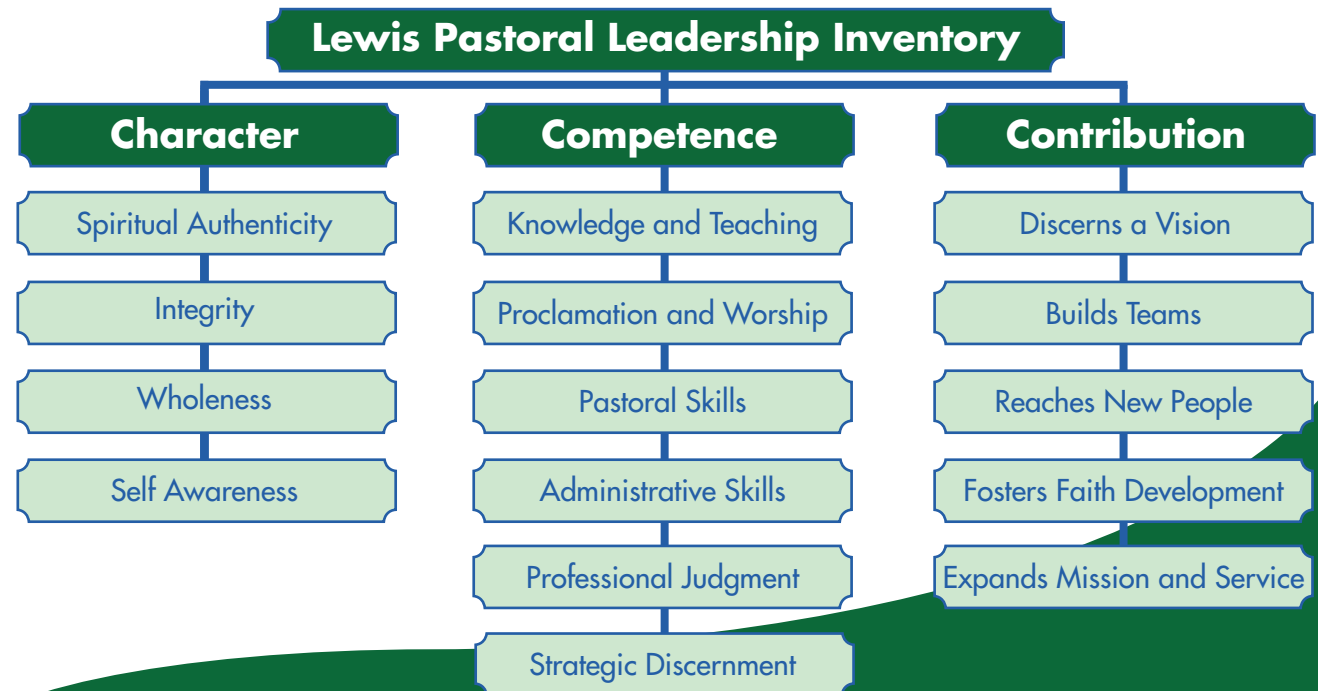 Lewis Pastoral Leadership Inventory
Character
Spiritual Authenticity
Integrity
Wholeness
Self Awareness
Competence
Knowledge and Teaching
Proclamation and Worship
Pastoral Skills
Administrative Skills
Professional Judgment
Strategic Discernment
Contribution
Discerns a Vision
Builds Teams
Reaches New People
Fosters Faith Development
Expands Mission and Service